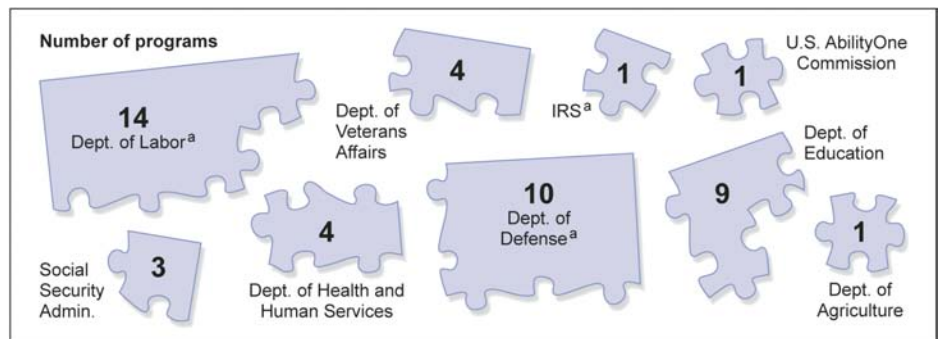 Number of programs
14
Dept. of Labor a
4
Dept. of
Veterans
Affairs
1
IRS a
1
U.S. AbilityOne
Commission
3
Social
Security
Admin.
4
Dept. of Health and
Human Services
10
Dept. of
Defense a
9
Dept. of
Education
1
Dept. of
Agriculture